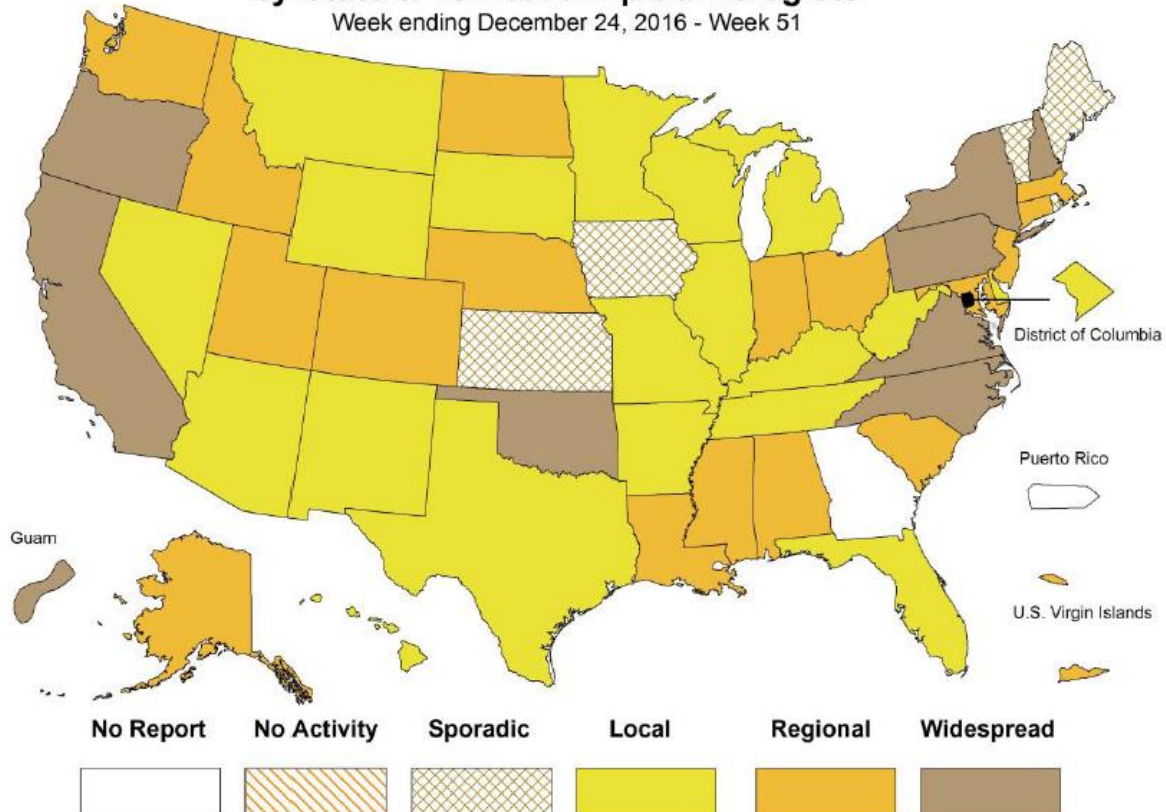 Week ending December 24, 2016 - Week 51
District of Columbia
Puerto Rico
Guam
U.S. Virgin Islands
No Report No Activity Sporadic Local Regional Widespread